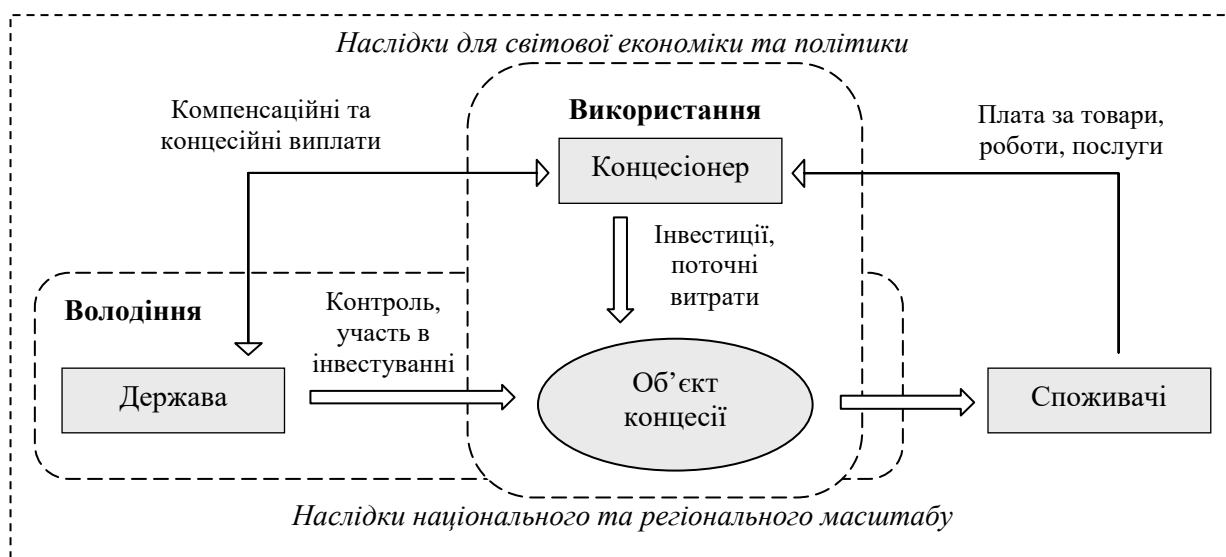 Наслідки для світової економіки та політики
Компенсаційні та
концесійні виплати
Використання
Концесіонер
Плата за товари,
роботи, послуги
Інвестиції,
поточні
витрати
Володіння
Контроль,
участь в
інвестуванні
Держава
Об’єкт
концесії
Споживачі
Наслідки національного та регіонального масштабу